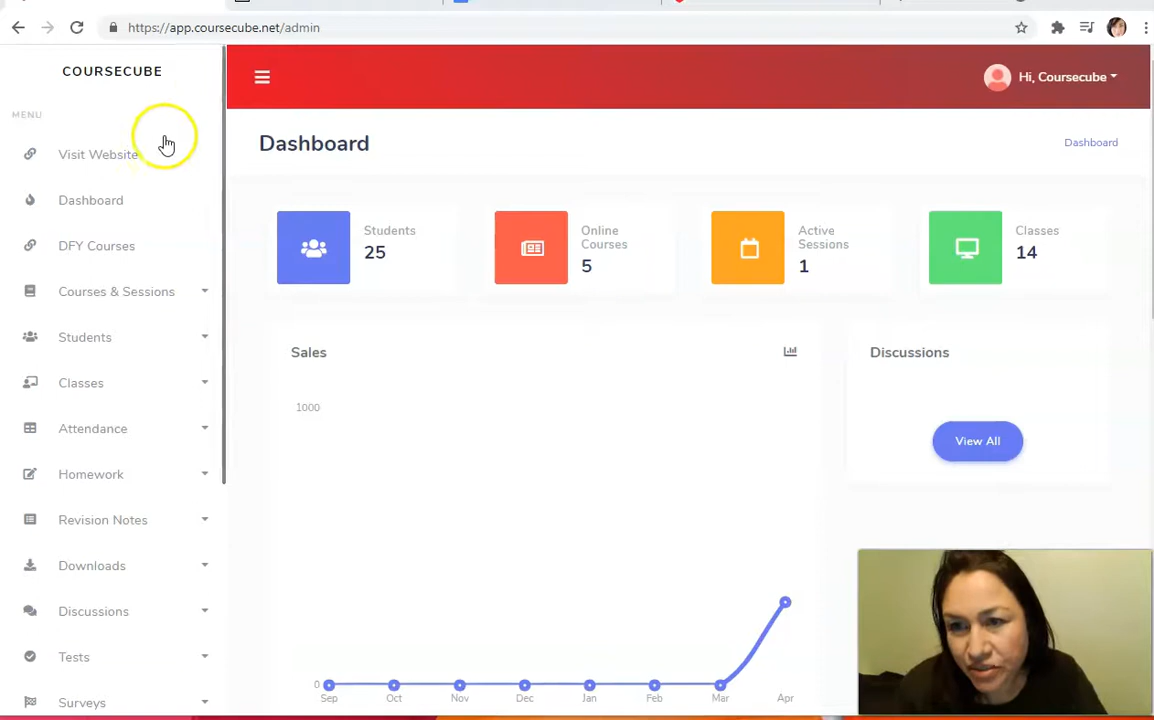 https://app.coursecube.net/admin
COURSECUBE
MENU
Visit Website
Dashboard
DFY Courses
Courses & Sessions
Students
Classes
Attendance
Homework
Revision Notes
Downloads
Discussions
Tests
Surveys
Hi, Coursecube
Dashboard
Dashboard
Students
25
Online
Courses
5
Active
Sessions
1
Classes
14
Sales
1000
0
Sep Oct Nov Dec Jan Feb Mar Apr
Discussions
View All